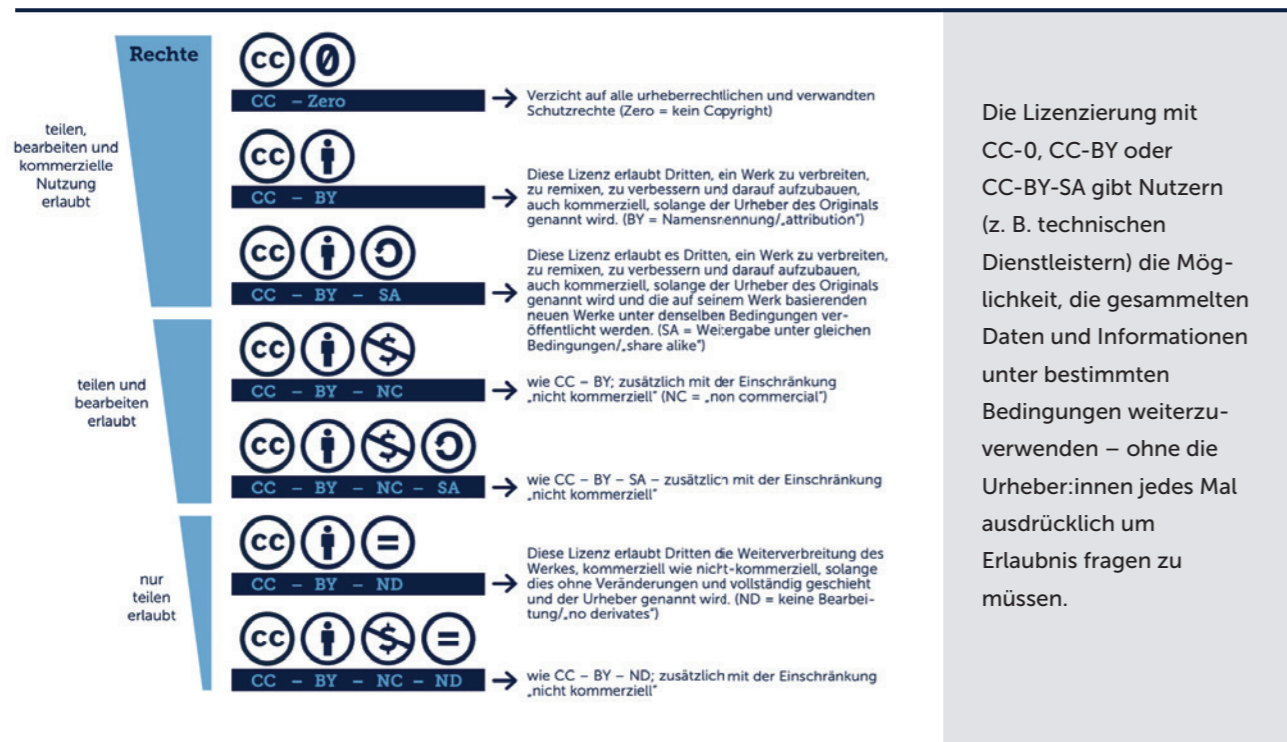 Rechte
teilen,
bearbeiten und
kommerzielle
Nutzung
erlaubt
cc 0
CC – Zero
Verzicht auf alle urheberrechtlichen und verwandten
Schutzrechte (Zero = kein Copyright)
cc
CC – BY
Diese Lizenz erlaubt Dritten, ein Werk zu verbreiten,
zu remixen, zu verbessern und darauf aufzubauen,
auch kommerziell, solange der Urheber des Originals
genannt wird. (BY = Namensnennung/„attribution“)
cc
CC – BY – SA
Diese Lizenz erlaubt es Dritten, ein Werk zu verbreiten,
zu remixen, zu verbessern und darauf aufzubauen,
auch kommerziell, solange der Urheber des Originals
genannt wird und die auf seinem Werk basierenden
neuen Werke unter denselben Bedingungen ver-
öffentlicht werden. (SA = Weitergabe unter gleichen
Bedingungen/„share alike“)
teilen und
bearbeiten
erlaubt
cc $
CC – BY – NC
wie CC – BY; zusätzlich mit der Einschränkung
„nicht kommerziell“ (NC = „non commercial“)
cc $
CC – BY – NC – SA
wie CC – BY – SA – zusätzlich mit der Einschränkung
„nicht kommerziell“
nur
teilen
erlaubt
cc =
CC – BY – ND
Diese Lizenz erlaubt Dritten die Weiterverbreitung des
Werkes, kommerziell wie nicht-kommerziell, solange
dies ohne Veränderungen und vollständig geschieht
und der Urheber genannt wird. (ND = keine Bearbei-
tung/„no derivates“)
cc $ =
CC – BY – NC – ND
wie CC – BY – ND; zusätzlich mit der Einschränkung
„nicht kommerziell“
Die Lizenzierung mit
CC-0, CC-BY oder
CC-BY-SA gibt Nutzern
(z. B. technischen
Dienstleistern) die Mög-
lichkeit, die gesammelten
Daten und Informationen
unter bestimmten
Bedingungen weiterzu-
verwenden – ohne die
Urheber:innen jedes Mal
ausdrücklich um
Erlaubnis fragen zu
müssen.